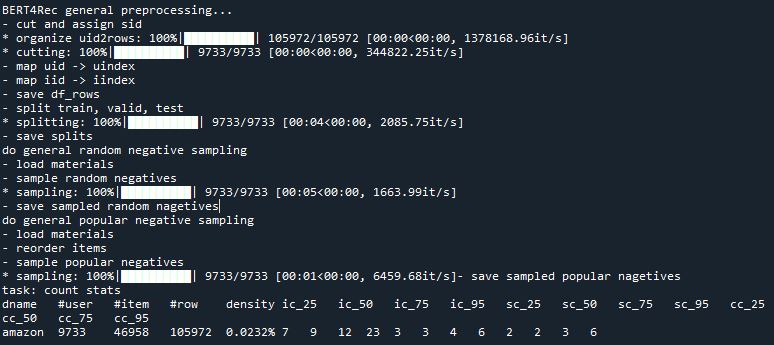 BERT4Rec general preprocessing...
- cut and assign sid
* organize uid2rows: 100%|██████████| 105972/105972 [00:00<00:00, 1378168.96it/s]
* cutting: 100%|██████████| 9733/9733 [00:00<00:00, 344822.25it/s]
- map uid -> uindex
- map iid -> iindex
- save df_rows
- split train, valid, test
* splitting: 100%|██████████| 9733/9733 [00:04<00:00, 2085.75it/s]
- save splits
do general random negative sampling
- load materials
- sample random negatives
* sampling: 100%|██████████| 9733/9733 [00:05<00:00, 1663.99it/s]
- save sampled random nagetives
do general popular negative sampling
- load materials
- reorder items
- sample popular negatives
* sampling: 100%|██████████| 9733/9733 [00:01<00:00, 6459.68it/s]- save sampled popular nagetives
task: count stats
dname #user #item #row density ic_25 ic_50 ic_75 ic_95 sc_25 sc_50 sc_75 sc_95 cc_25
cc_50 cc_75 cc_95
amazon 9733 46958 105972 0.0232% 7 9 12 23 3 3 4 6 2 2 3 6